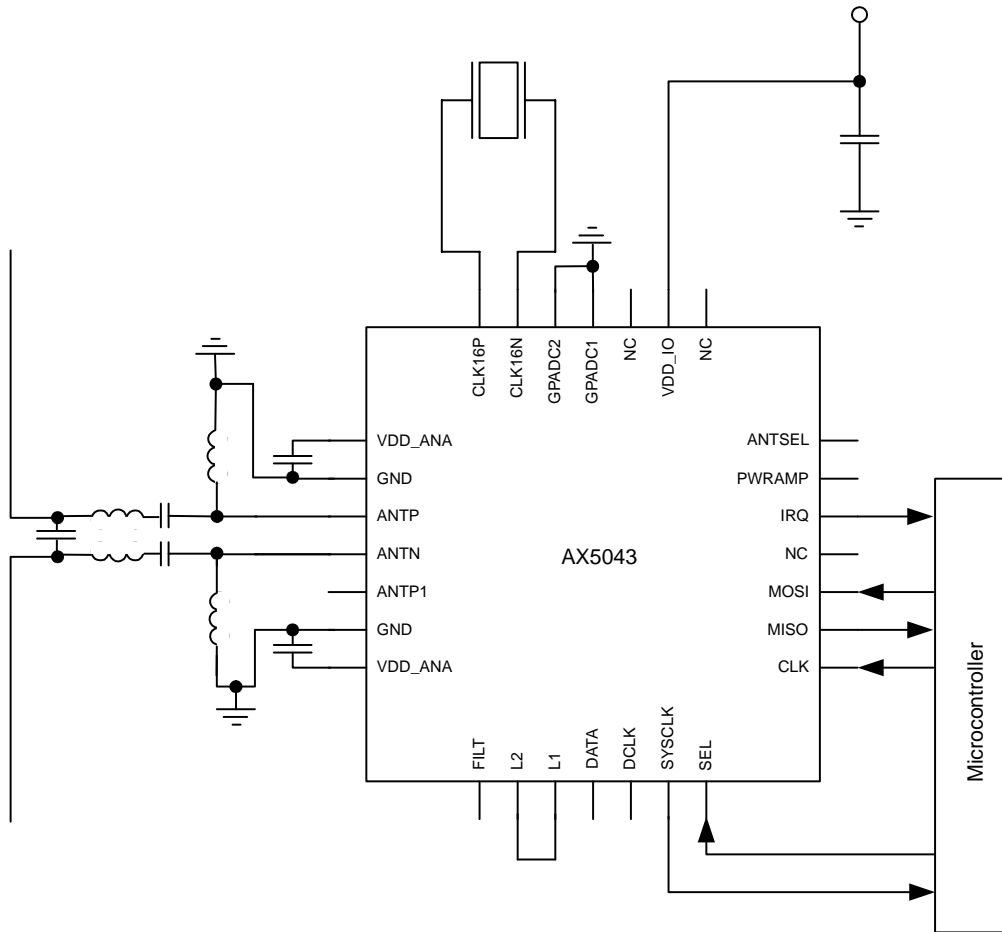 CLK16P
CLK16N
GPADC2
GPADC1
NC
VDD_IO
NC
VDD_ANA
GND
ANTP
ANTN
ANTP1
GND
VDD_ANA
AX5043
ANTSEL
PWRAMP
IRQ
NC
MOSI
MISO
CLK
FILT
L2
L1
DATA
DCLK
SYSCLK
SEL
Microcontroller